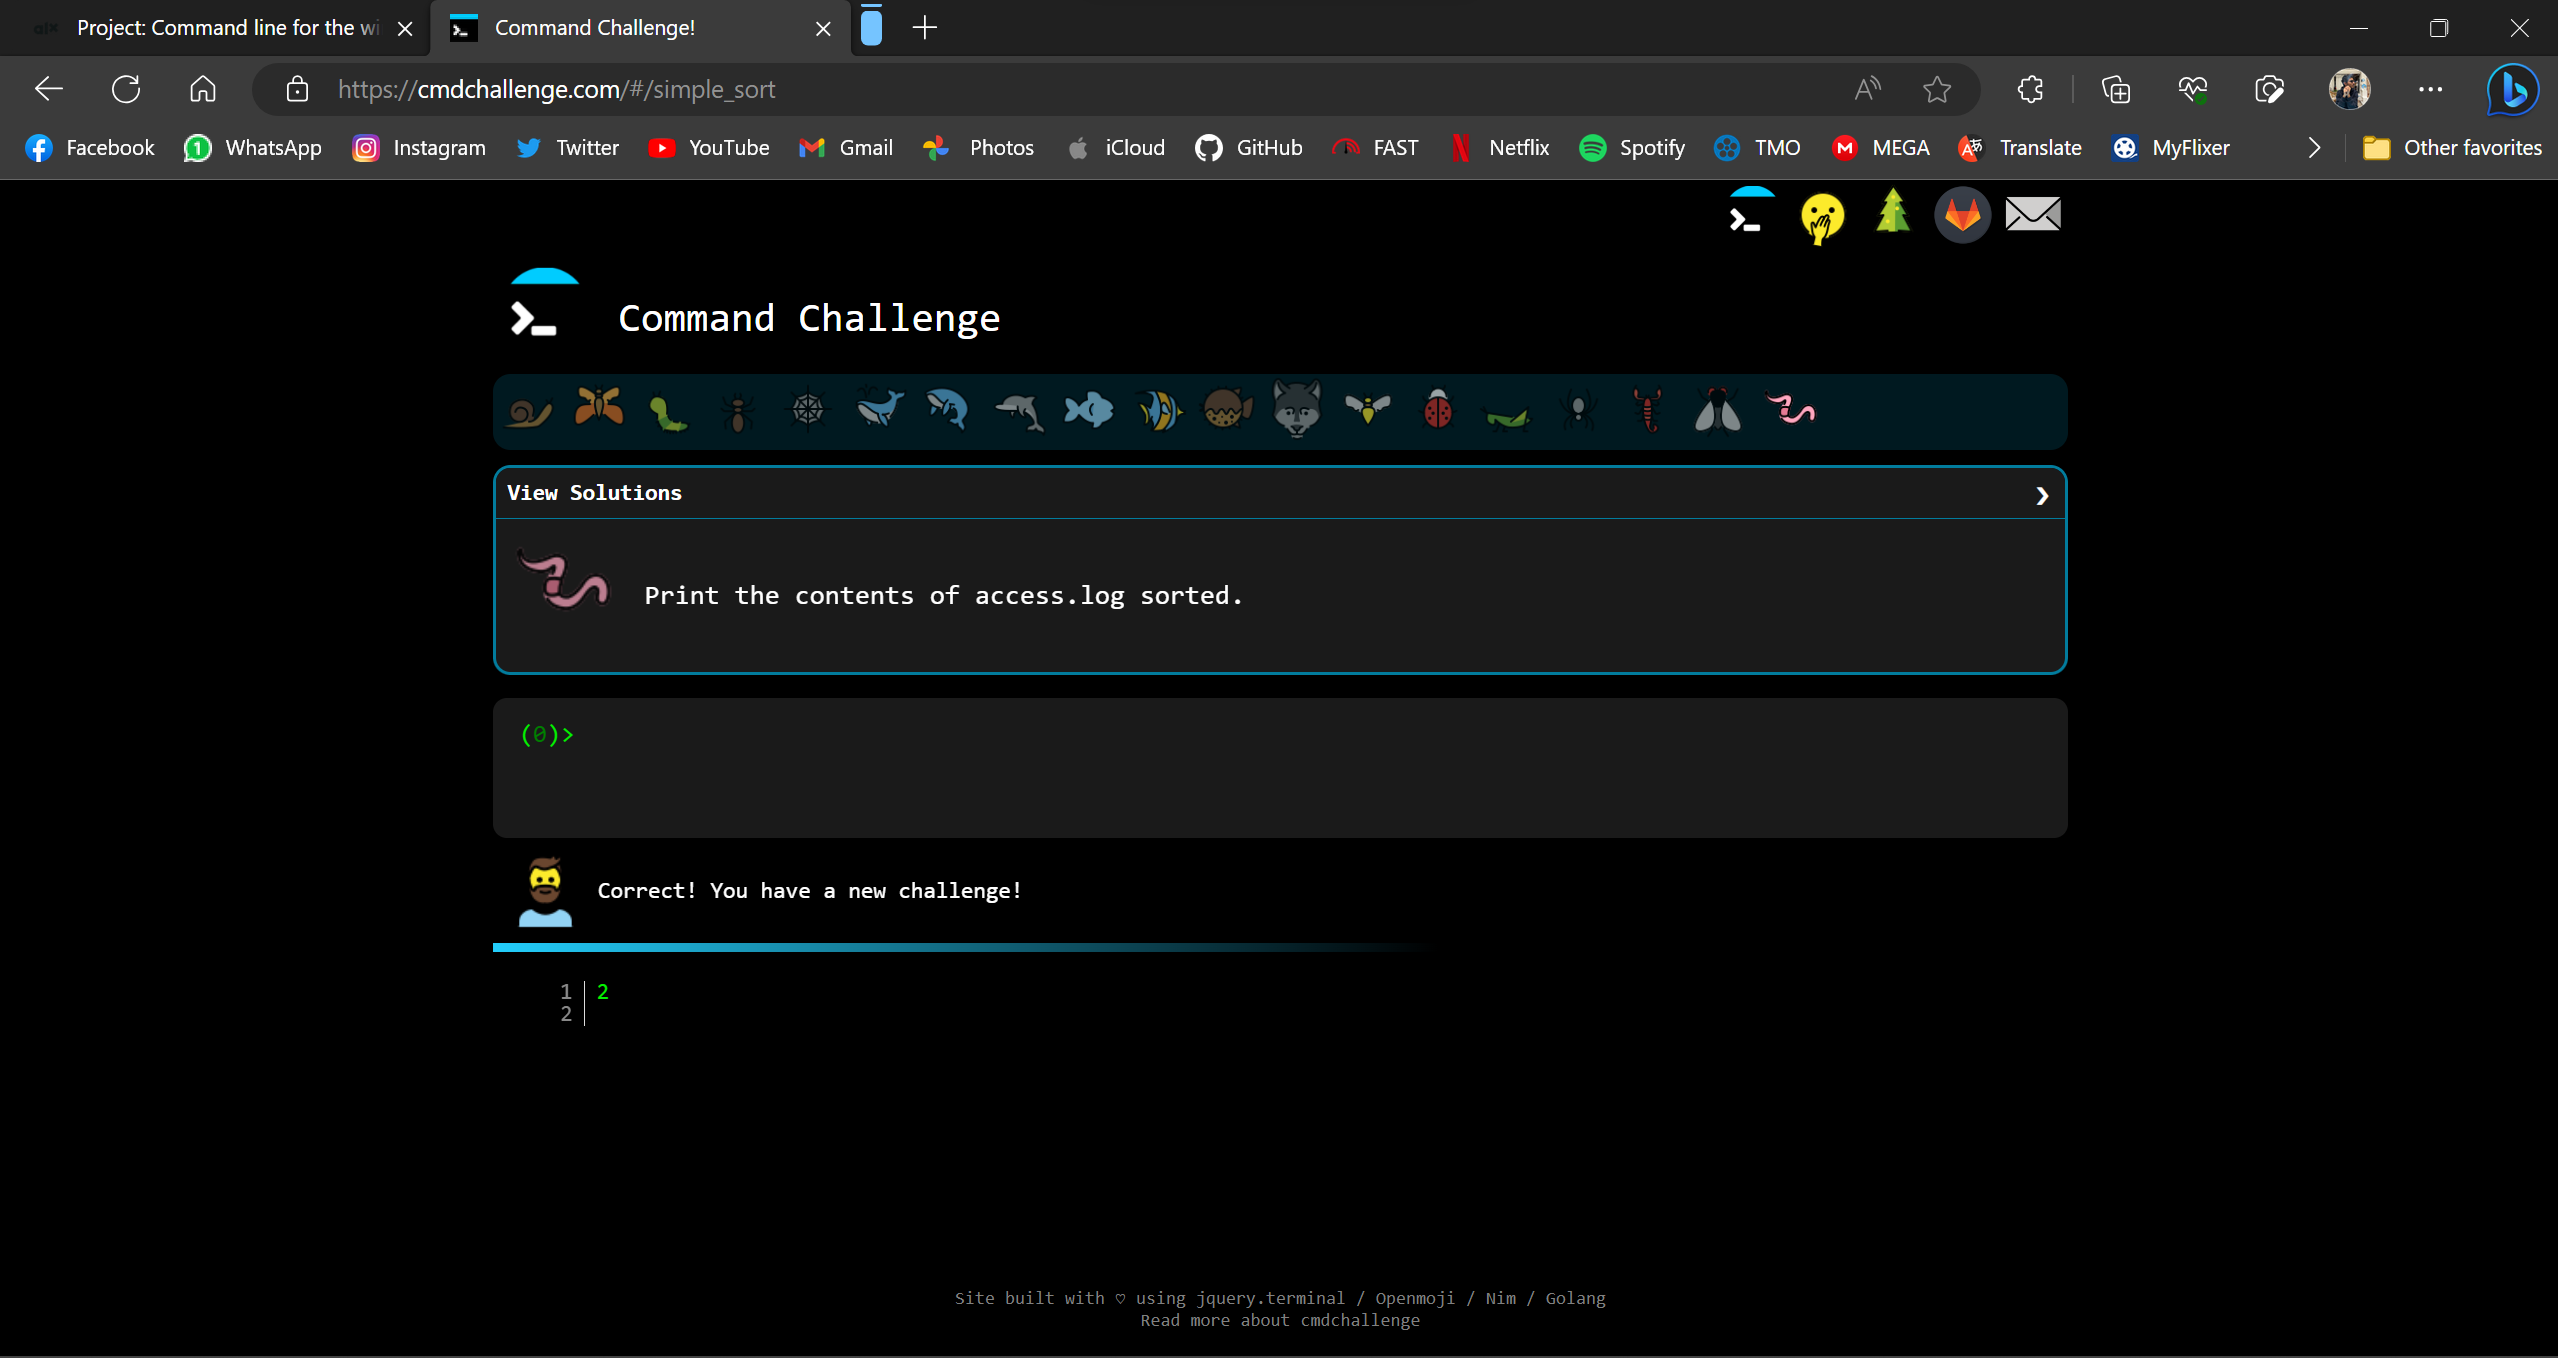 alx Project: Command line for the wi
Command Challenge!
https://cmdchallenge.com/#/simple_sort
Facebook WhatsApp Instagram Twitter YouTube Gmail Photos iCloud GitHub FAST Netflix Spotify TMO MEGA Translate MyFlixer Other favorites
Command Challenge
View Solutions
Print the contents of access.log sorted.
(0)>
Correct! You have a new challenge!
1 2
2
Site built with ♡ using jquery.terminal / Openmoji / Nim / Golang
Read more about cmdchallenge